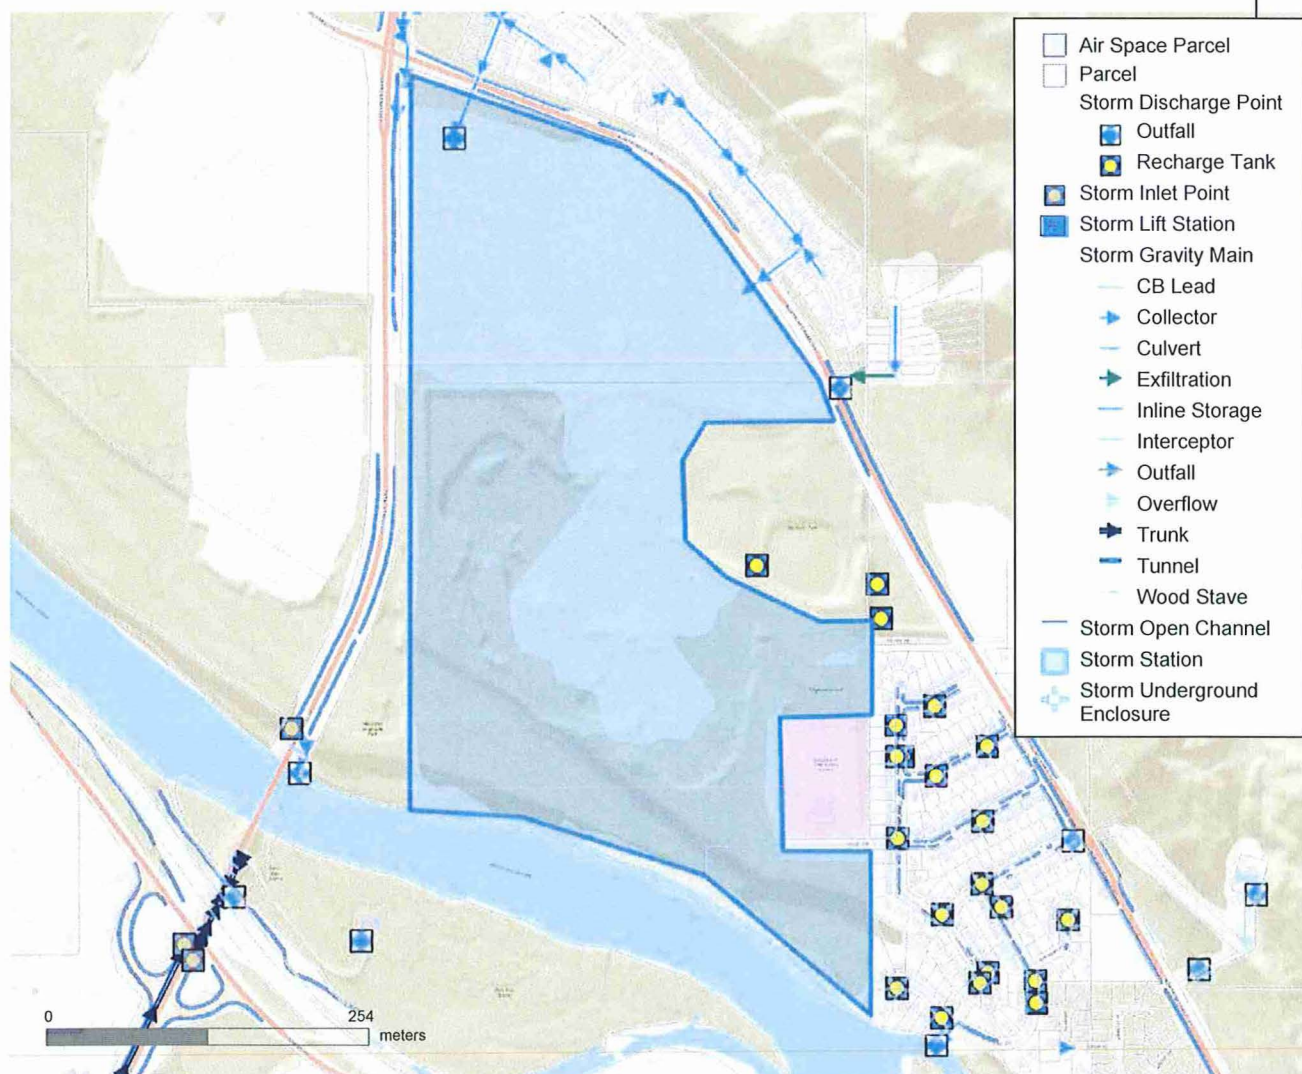 Air Space Parcel
Parcel
Storm Discharge Point
Outfall
Recharge Tank
Storm Inlet Point
Storm Lift Station
Storm Gravity Main
CB Lead
Collector
Culvert
Exfiltration
Inline Storage
Interceptor
Outfall
Overflow
Trunk
Tunnel
Wood Stave
Storm Open Channel
Storm Station
Storm Underground
Enclosure
0 254
meters